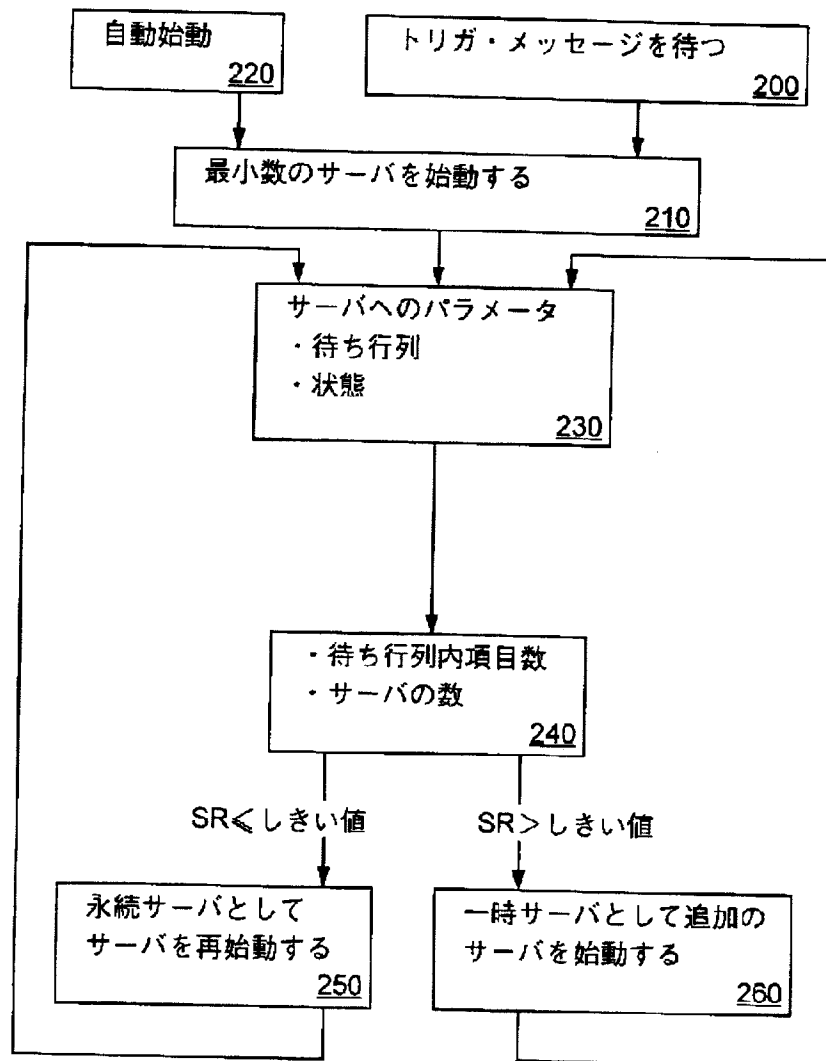 自動始動
220
トリガ・メッセージを待つ
200
最小数のサーバを始動する
210
サーバへのパラメータ
・待ち行列
・状態
230
・待ち行列内項目数
・サーバの数
240
SR≦しきい値
SR＞しきい値
永続サーバとして
サーバを再始動する
250
一時サーバとして追加の
サーバを始動する
260